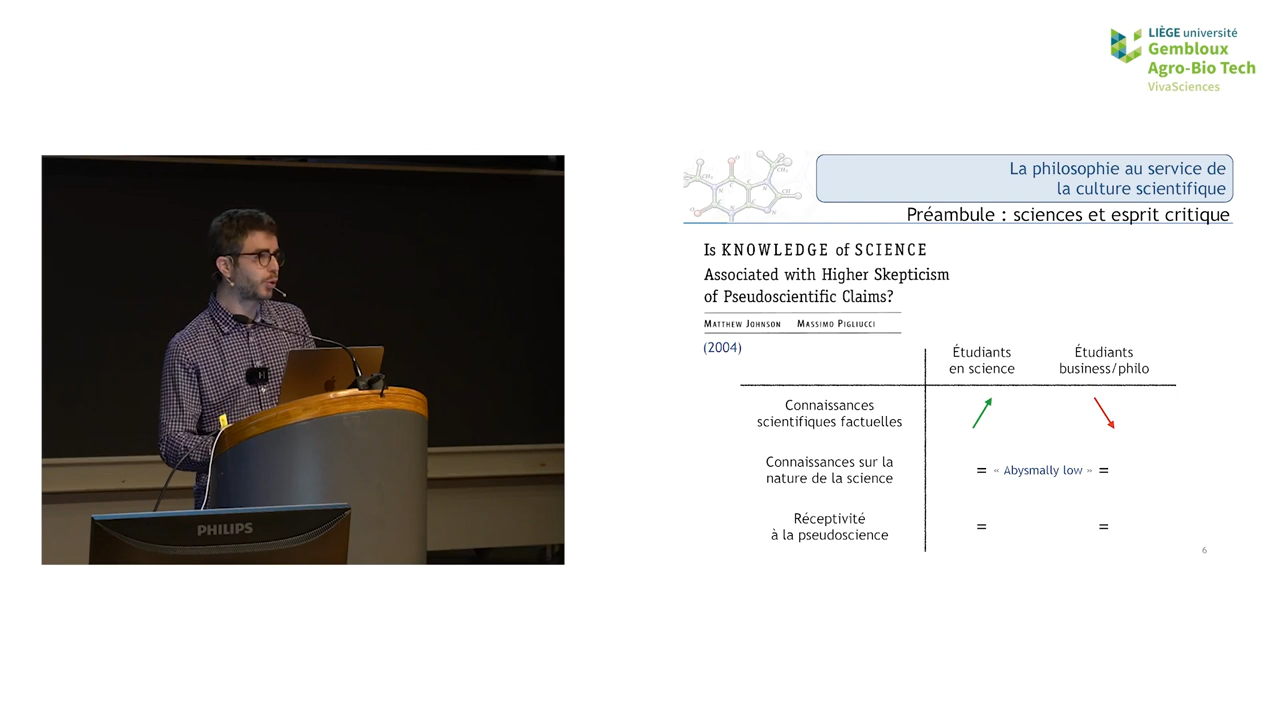 LIÈGE université
Gembloux
Agro-Bio Tech
VivaSciences
La philosophie au service de
la culture scientifique
Préambule : sciences et esprit critique
Is KNOWLEDGE of SCIENCE
Associated with Higher Skepticism
of Pseudoscientific Claims?
MATTHEW JOHNSON MASSIMO PIGLIUCCI
(2004)
Étudiants
en science
Étudiants
business/philo
Connaissances
scientifiques factuelles
Connaissances sur la
nature de la science
= « Abysmally low » =
Réceptivité
à la pseudoscience
= =
6
PHILIPS